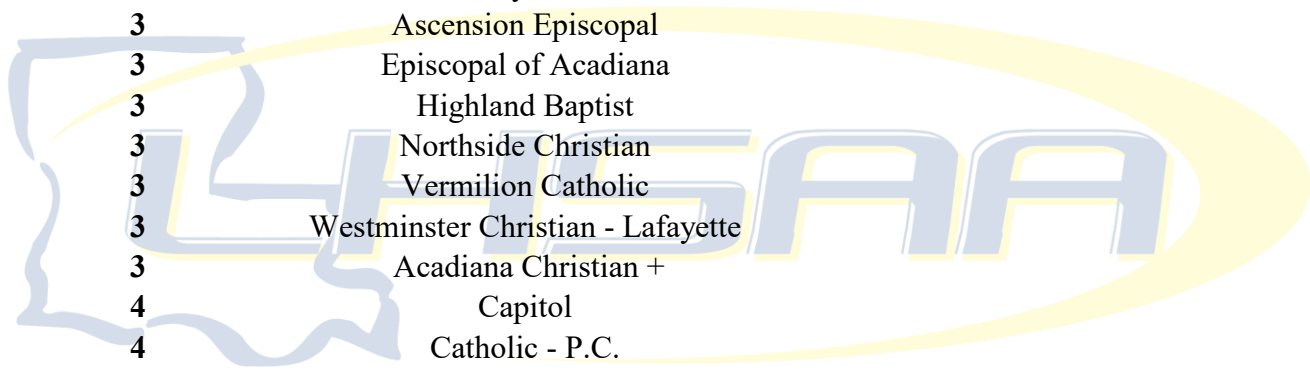 3 Ascension Episcopal
3 Episcopal of Acadiana
3 Highland Baptist
3 Northside Christian
3 Vermilion Catholic
3 Westminster Christian - Lafayette
3 Acadiana Christian +
4 Capitol
4 Catholic - P.C.
LHSAA